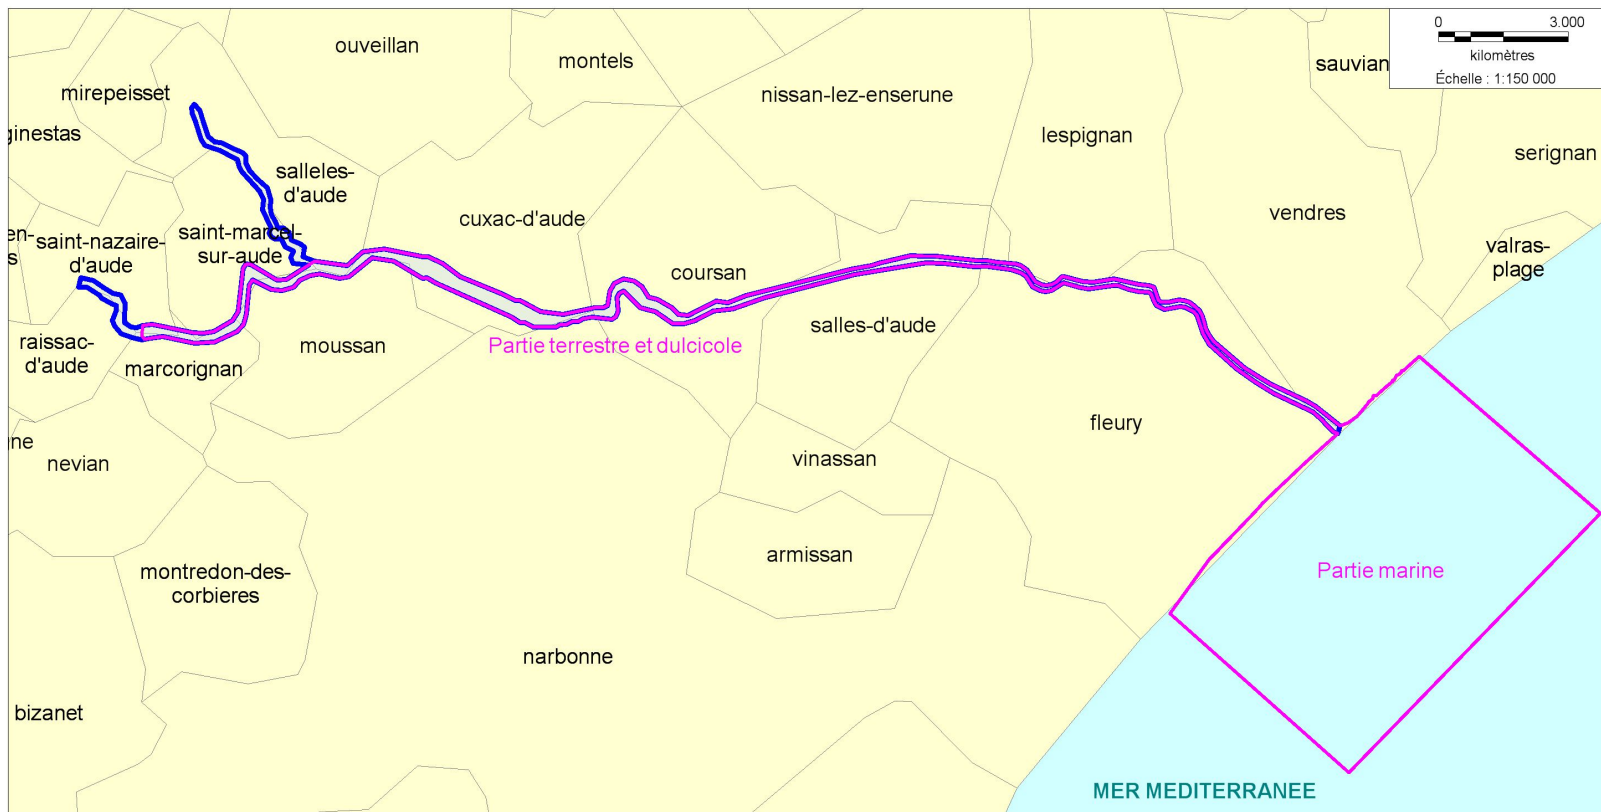 0 3.000
kilomètres
Échelle : 1:150 000
ouveillan
montels
sauvian
mirepeisset
nissan-lez-enserune
ginestas
lespignan
serignan
salleles-
d'aude
cuxac-d'aude
vendres
en-
s
saint-nazaire-
d'aude
saint-marcel-
sur-aude
valras-
plage
coursan
salles-d'aude
raissac-
d'aude
marcorignan
moussan
Partie terrestre et dulcicole
fleury
ne
nevian
vinassan
armissan
montredon-des-
corbieres
Partie marine
narbonne
bizanet
MER MEDITERRANEE